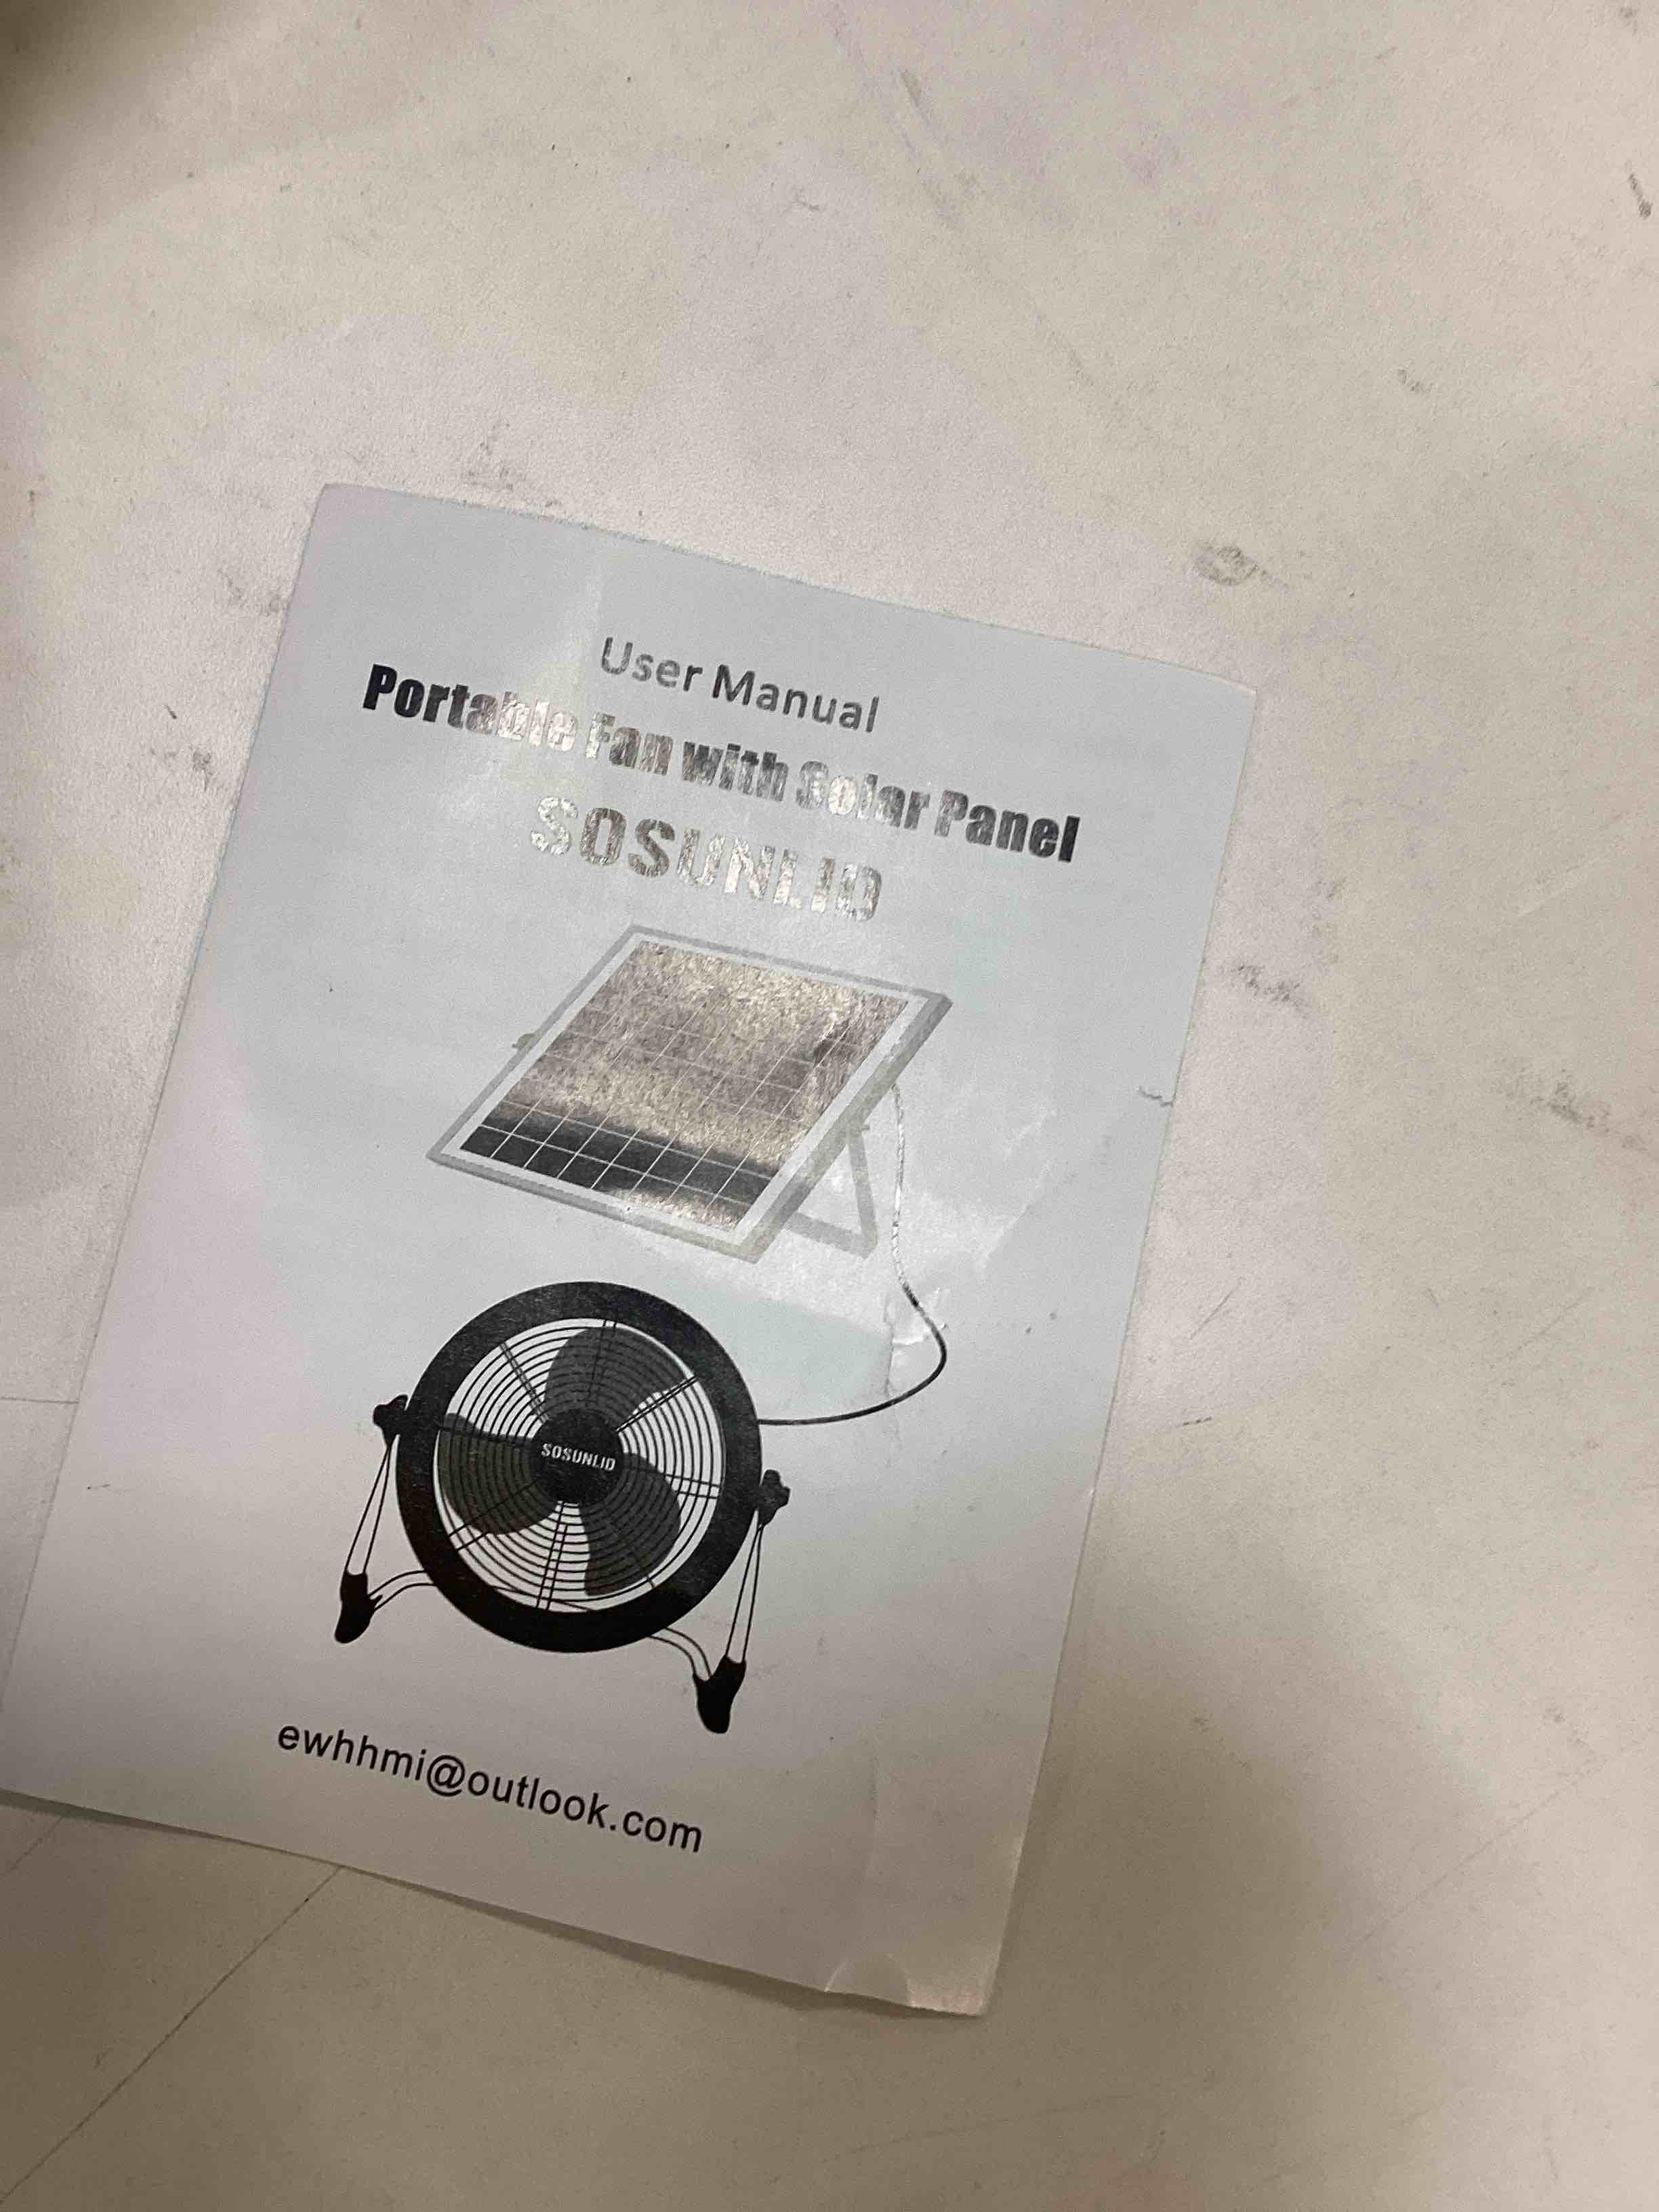 User Manual
Portable Fan with Solar Panel
SOSUNLID
SOSUNLID
ewhhmi@outlook.com